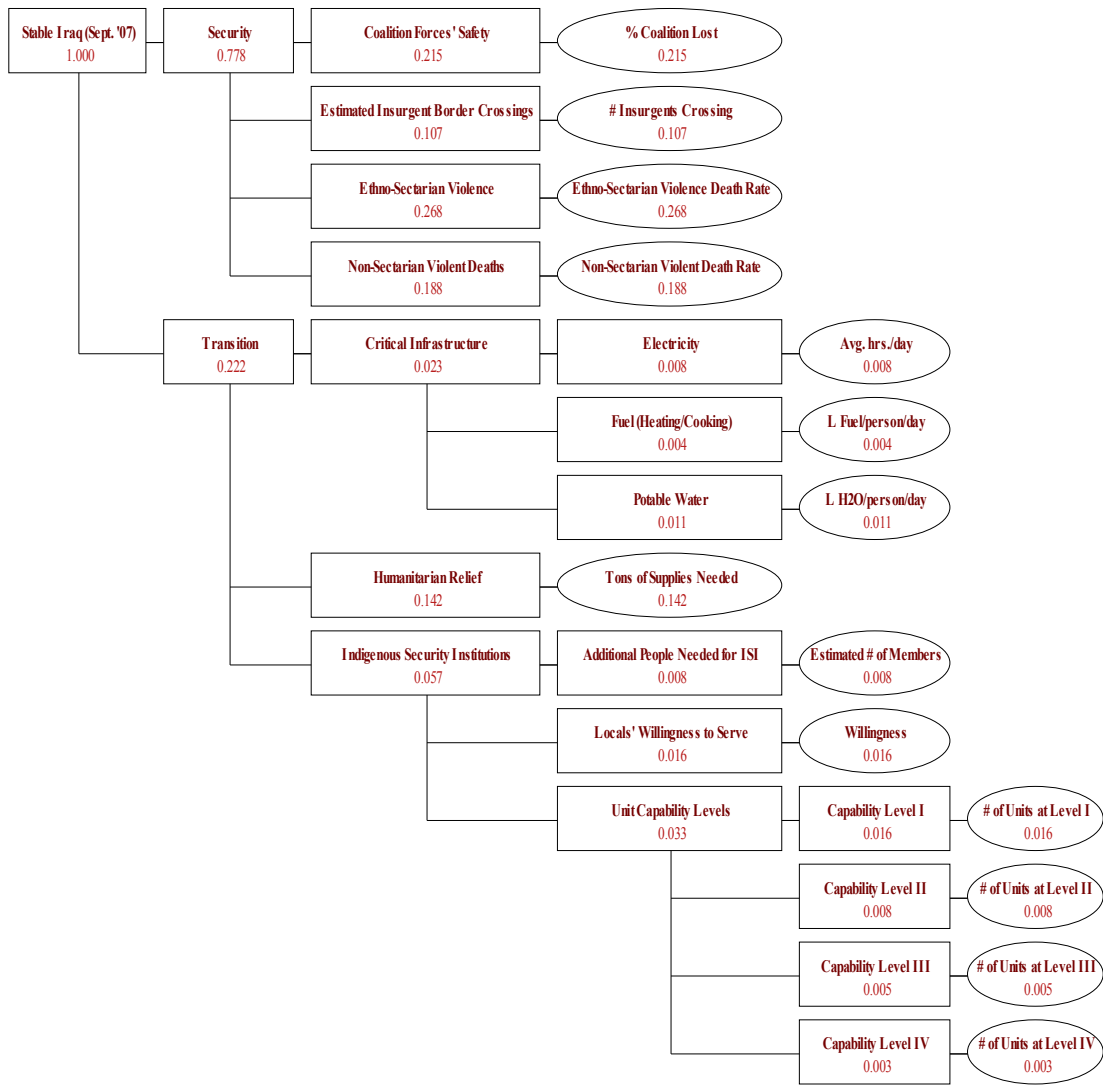 Stable Iraq (Sept. '07)
1.000
Security
0.778
Coalition Forces' Safety
0.215
% Coalition Lost
0.215
Estimated Insurgent Border Crossings
0.107
# Insurgents Crossing
0.107
Ethno-Sectarian Violence
0.268
Ethno-Sectarian Violence Death Rate
0.268
Non-Sectarian Violent Deaths
0.188
Non-Sectarian Violent Death Rate
0.188
Transition
0.222
Critical Infrastructure
0.023
Electricity
0.008
Avg. hrs./day
0.008
Fuel (Heating/Cooking)
0.004
L Fuel/person/day
0.004
Potable Water
0.011
L H2O/person/day
0.011
Humanitarian Relief
0.142
Tons of Supplies Needed
0.142
Indigenous Security Institutions
0.057
Additional People Needed for ISI
0.008
Estimated # of Members
0.008
Locals' Willingness to Serve
0.016
Willingness
0.016
Unit Capability Levels
0.033
Capability Level I
0.016
# of Units at Level I
0.016
Capability Level II
0.008
# of Units at Level II
0.008
Capability Level III
0.005
# of Units at Level III
0.005
Capability Level IV
0.003
# of Units at Level IV
0.003